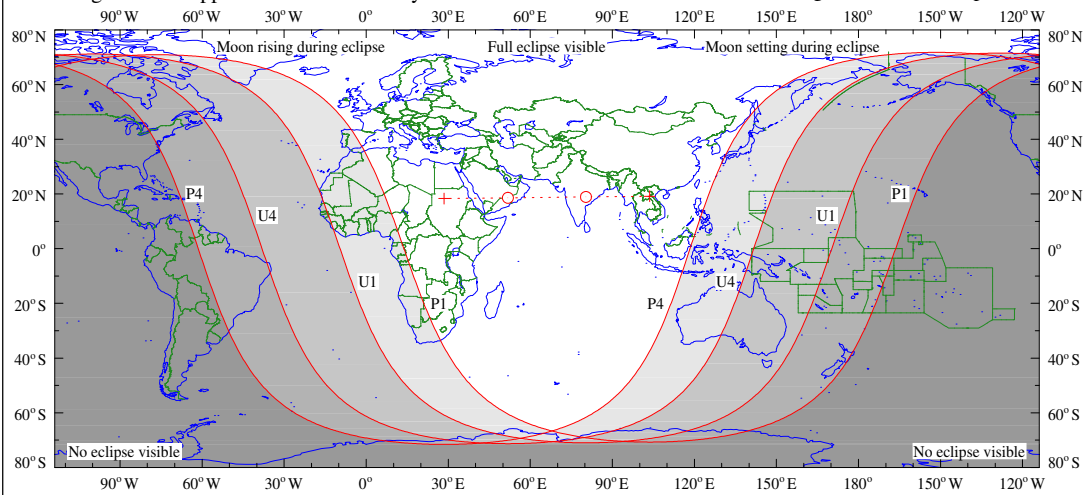 90° W 60° W 30° W 0° 30° E 60° E 90° E 120° E 150° E 180° 150° W 120° W
80° N 80° N
Moon rising during eclipse Full eclipse visible Moon setting during eclipse
60° N 60° N
40° N 40° N
20° N P4 P1 20° N
U4 U1
0° 0°
U1 U4
20° S P1 P4 20° S
40° S 40° S
60° S 60° S
No eclipse visible No eclipse visible
80° S 80° S
90° W 60° W 30° W 0° 30° E 60° E 90° E 120° E 150° E 180° 150° W 120° W